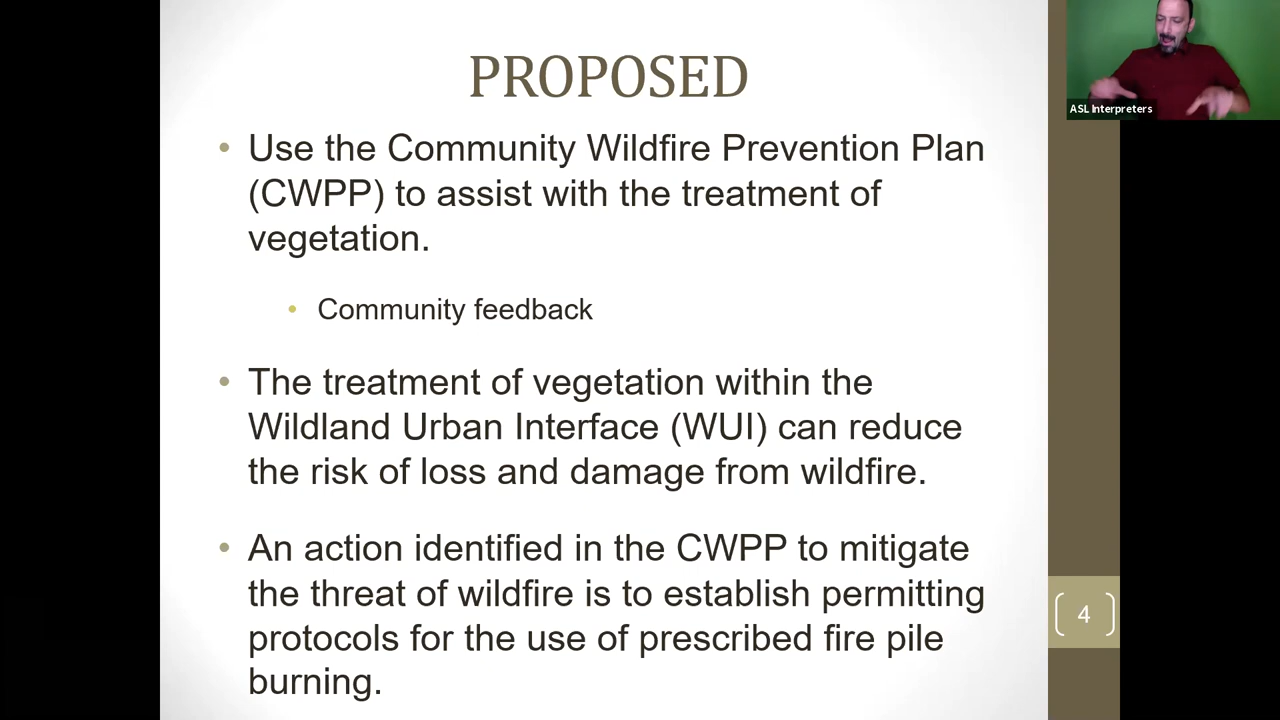 PROPOSED
ASL Interpreters
• Use the Community Wildfire Prevention Plan
(CWPP) to assist with the treatment of
vegetation.
• Community feedback
• The treatment of vegetation within the
Wildland Urban Interface (WUI) can reduce
the risk of loss and damage from wildfire.
• An action identified in the CWPP to mitigate
the threat of wildfire is to establish permitting
protocols for the use of prescribed fire pile
burning.
4